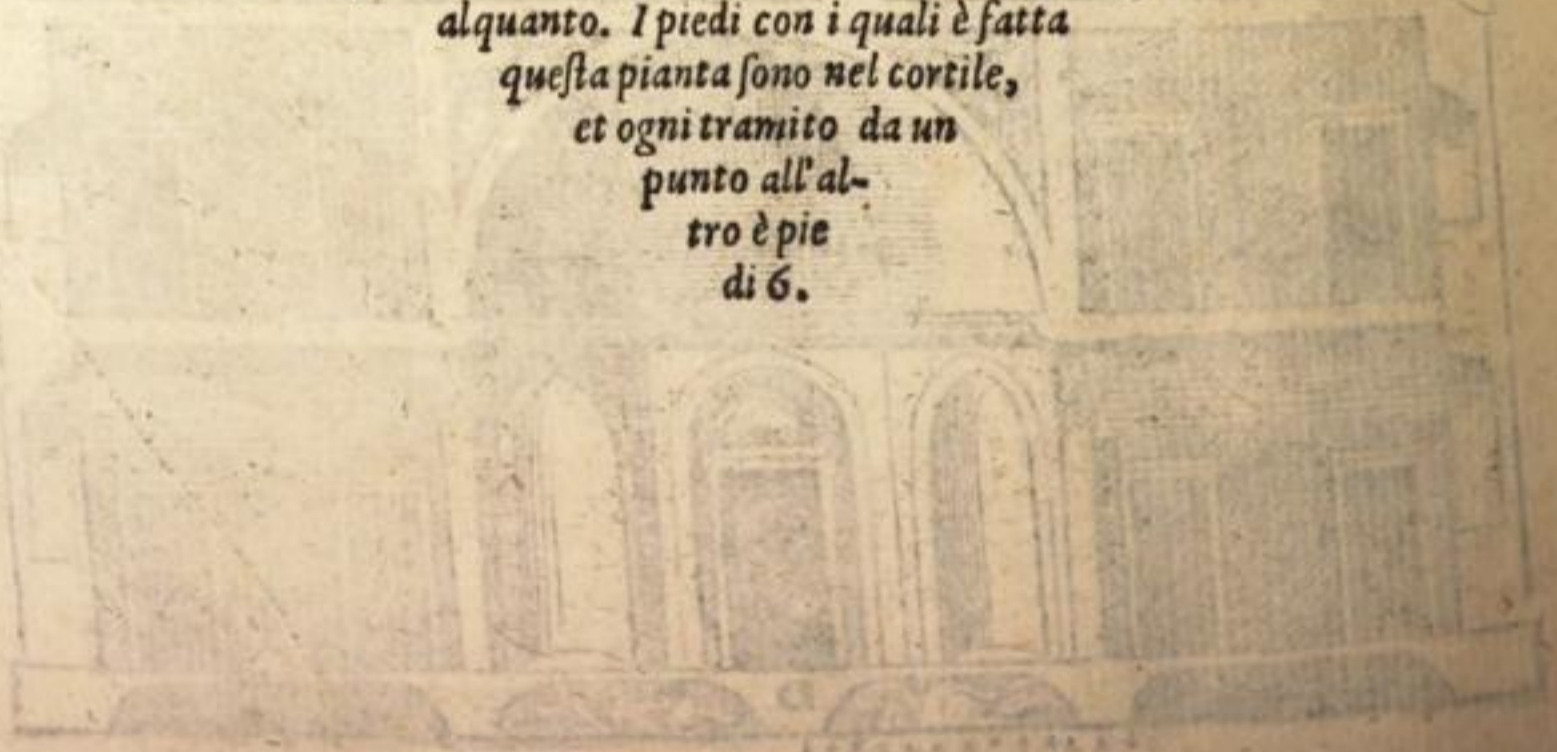 alquanto. I piedi con i quali è fatta
queſta pianta ſono nel cortile,
et ogni tramito da un
punto all'al-
tro è pie
di 6.